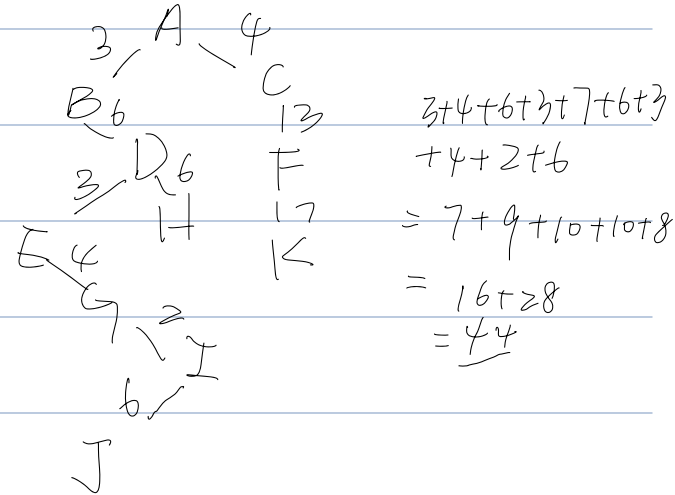 3 A 4
B 6 C
13
D 6 F
3 H 17
E 4 K
G 2
I
6
J
3+4+6+3+7+6+3
+4+2+6
= 7+9+10+10+8
= 16+28
= 44